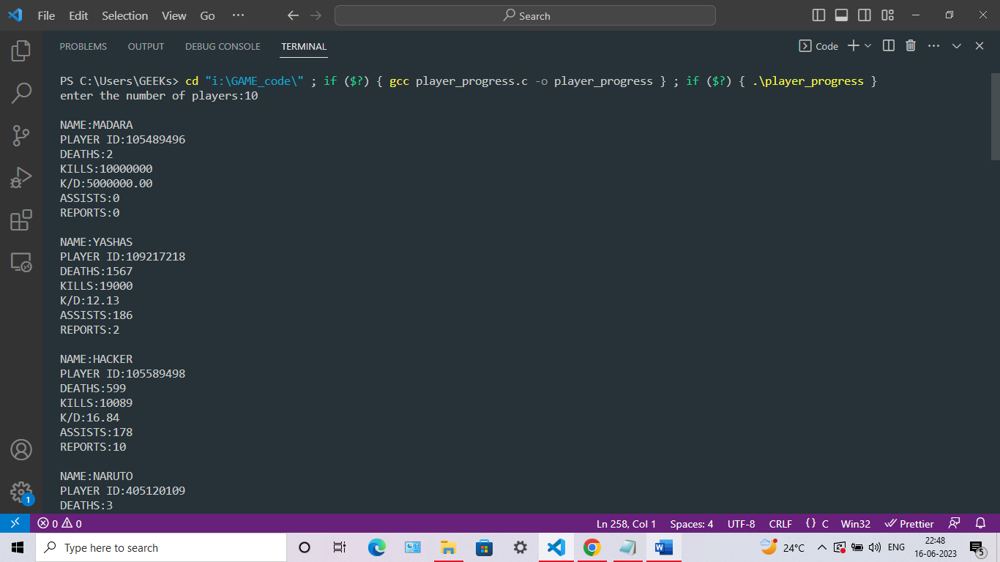 File Edit Selection View Go ··· Search
PROBLEMS OUTPUT DEBUG CONSOLE TERMINAL Code
PS C:\Users\GEEKs> cd "i:\GAME_code\" ; if ($?) { gcc player_progress.c -o player_progress } ; if ($?) { .\player_progress }
enter the number of players:10
NAME:MADARA
PLAYER ID:105489496
DEATHS:2
KILLS:10000000
K/D:5000000.00
ASSISTS:0
REPORTS:0
NAME:YASHAS
PLAYER ID:109217218
DEATHS:1567
KILLS:19000
K/D:12.13
ASSISTS:186
REPORTS:2
NAME:HACKER
PLAYER ID:105589498
DEATHS:599
KILLS:10089
K/D:16.84
ASSISTS:178
REPORTS:10
NAME:NARUTO
PLAYER ID:405120109
DEATHS:3
1
0 0 Ln 258, Col 1 Spaces: 4 UTF-8 CRLF {} C Win32 Prettier
Type here to search 24°C ENG 22:48
16-06-2023 5